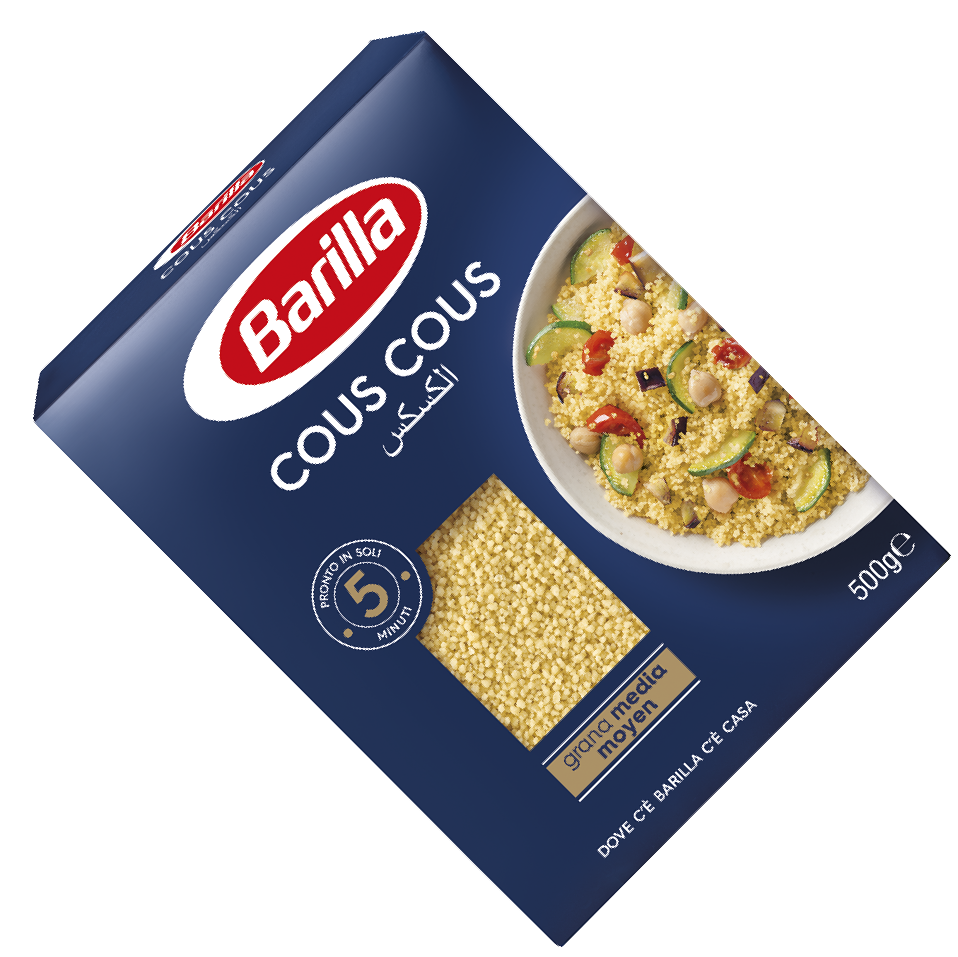 Barilla
COUS COUS
الكسكس
Barilla
COUS COUS
الكسكس
PRONTO IN SOLI
5
MINUTI
grana media
moyen
500g℮
DOVE C'È BARILLA C'È CASA